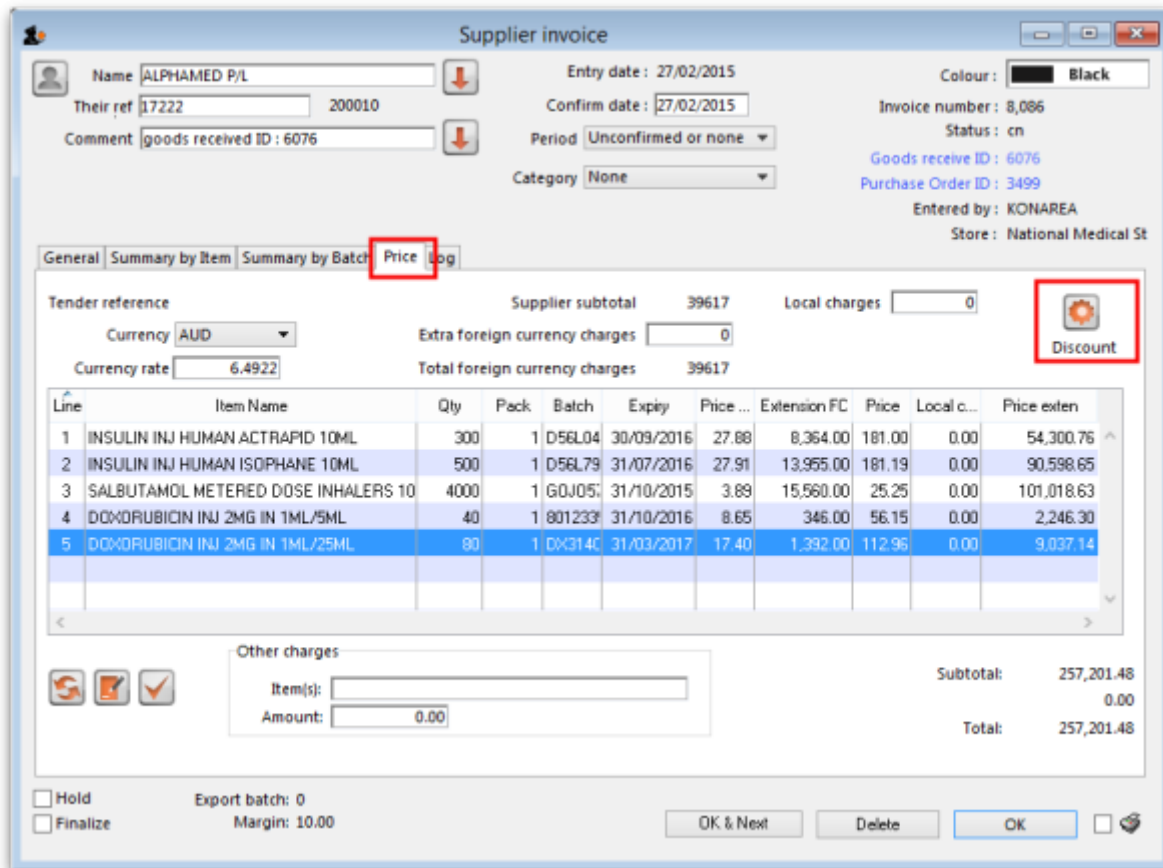 Supplier invoice
Name ALPHAMED P/L Entry date : 27/02/2015 Colour : Black
Their ref 17222 200010 Confirm date : 27/02/2015 Invoice number : 8,086
Comment goods received ID : 6076 Period Unconfirmed or none Status : cn
Goods receive ID : 6076
Category None Purchase Order ID : 3499
Entered by : KONAREA
Store : National Medical St
General Summary by Item Summary by Batch Price Log
Tender reference Supplier subtotal 39617 Local charges 0
Currency AUD Extra foreign currency charges 0 Discount
Currency rate 6.4922 Total foreign currency charges 39617
Line Item Name Qty Pack Batch Expiry Price ... Extension FC Price Local c... Price exten
1 INSULIN INJ HUMAN ACTRAPID 10ML 300 1 D56L04 30/09/2016 27.88 8,364.00 181.00 0.00 54,300.76
2 INSULIN INJ HUMAN ISOPHANE 10ML 500 1 D56L79 31/07/2016 27.91 13,955.00 181.19 0.00 90,598.65
3 SALBUTAMOL METERED DOSE INHALERS 10 4000 1 31/10/2015 3.89 15,560.00 25.25 0.00 101,018.63
4 DOXORUBICIN INJ 2MG IN 1ML/5ML 40 1 31/10/2016 8.65 346.00 56.15 0.00 2,246.30
5 DOXORUBICIN INJ 2MG IN 1ML/25ML 80 1 31/03/2017 17.40 1,392.00 112.96 0.00 9,037.14
Other charges
Item(s): Subtotal: 257,201.48
0.00
Amount: 0.00 Total: 257,201.48
Hold Export batch: 0
Finalize Margin: 10.00 OK & Next Delete OK